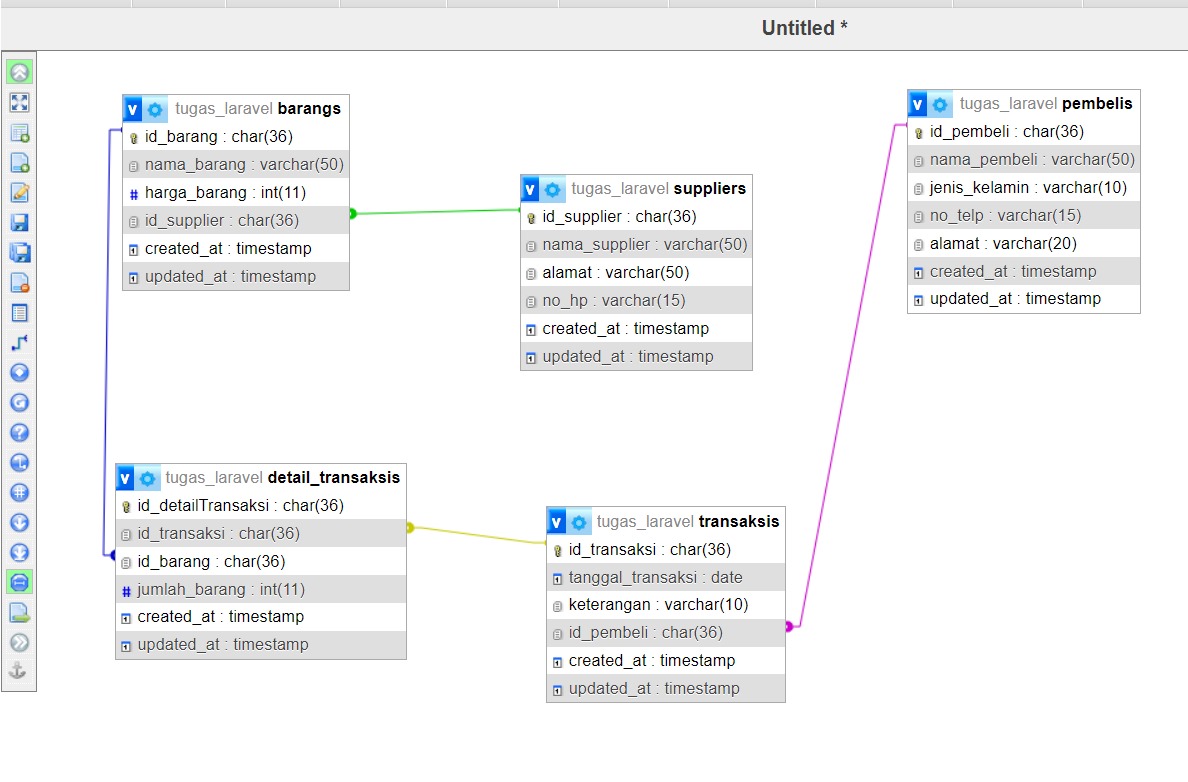 Untitled *
v tugas_laravel barangs
id_barang : char(36)
nama_barang : varchar(50)
# harga_barang : int(11)
id_supplier : char(36)
created_at : timestamp
updated_at : timestamp
v tugas_laravel suppliers
id_supplier : char(36)
nama_supplier : varchar(50)
alamat : varchar(50)
no_hp : varchar(15)
created_at : timestamp
updated_at : timestamp
v tugas_laravel pembelis
id_pembeli : char(36)
nama_pembeli : varchar(50)
jenis_kelamin : varchar(10)
no_telp : varchar(15)
alamat : varchar(20)
created_at : timestamp
updated_at : timestamp
v tugas_laravel detail_transaksis
id_detailTransaksi : char(36)
id_transaksi : char(36)
id_barang : char(36)
# jumlah_barang : int(11)
created_at : timestamp
updated_at : timestamp
v tugas_laravel transaksis
id_transaksi : char(36)
tanggal_transaksi : date
keterangan : varchar(10)
id_pembeli : char(36)
created_at : timestamp
updated_at : timestamp